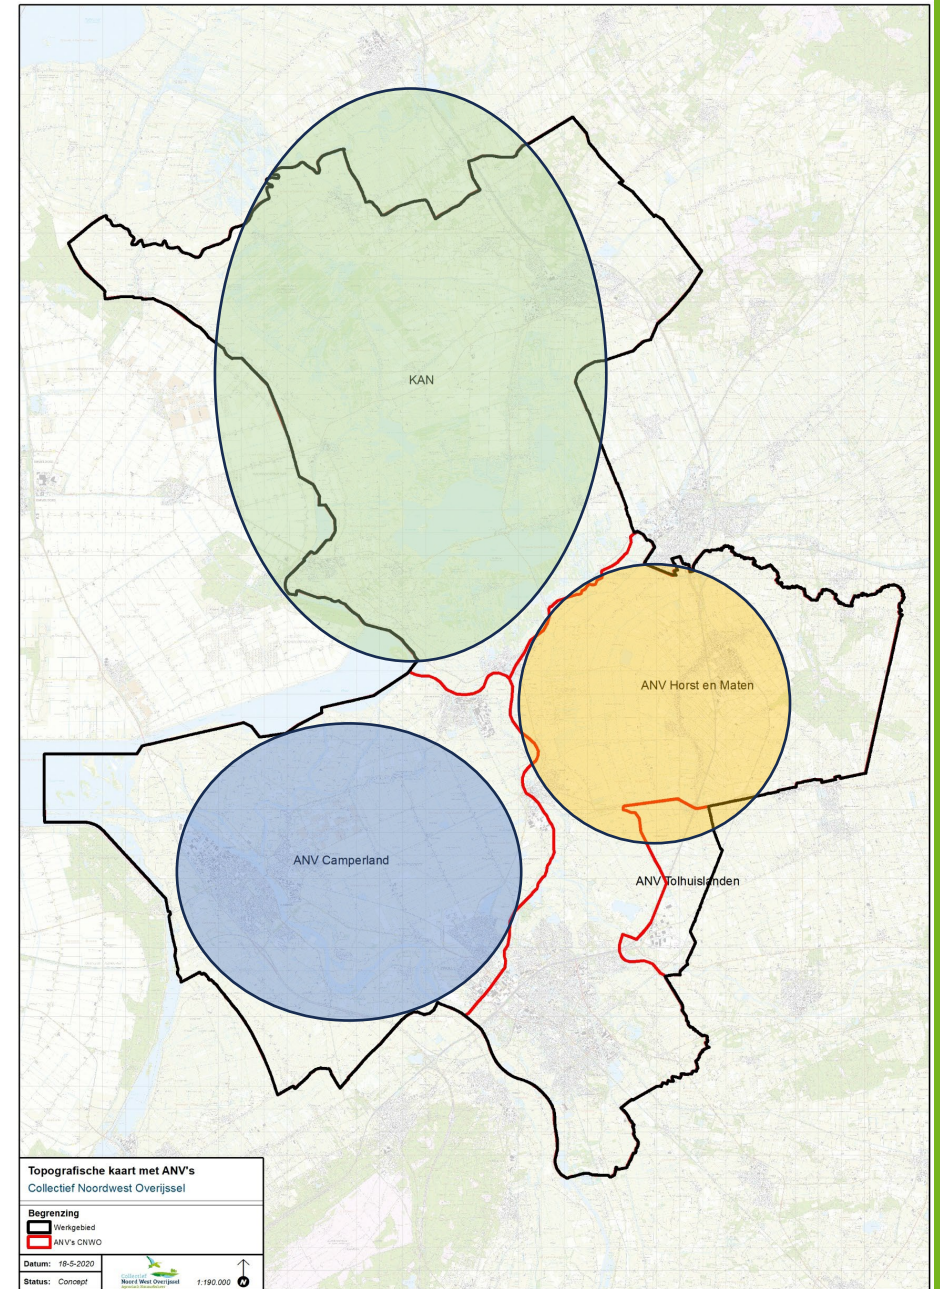 KAN
ANV Horst en Maten
ANV Camperland
ANV Tolhuislanden
Topografische kaart met ANV's
Collectief Noordwest Overijssel
Begrenzing
Werkgebied
ANV's CNWO
Datum: 18-5-2020
Status: Concept
Collectief
Noord West Overijssel
1:190.000
N